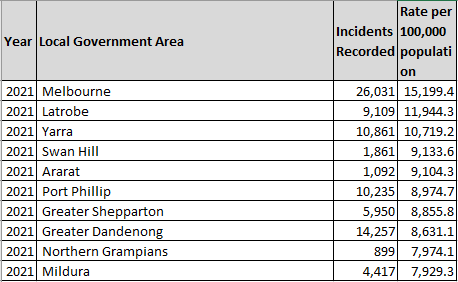 Year Local Government Area Incidents Recorded Rate per 100,000 populati on
2021 Melbourne 26,031 15,199.4
2021 Latrobe 9,109 11,944.3
2021 Yarra 10,861 10,719.2
2021 Swan Hill 1,861 9,133.6
2021 Ararat 1,092 9,104.3
2021 Port Phillip 10,235 8,974.7
2021 Greater Shepparton 5,950 8,855.8
2021 Greater Dandenong 14,257 8,631.1
2021 Northern Grampians 899 7,974.1
2021 Mildura 4,417 7,929.3